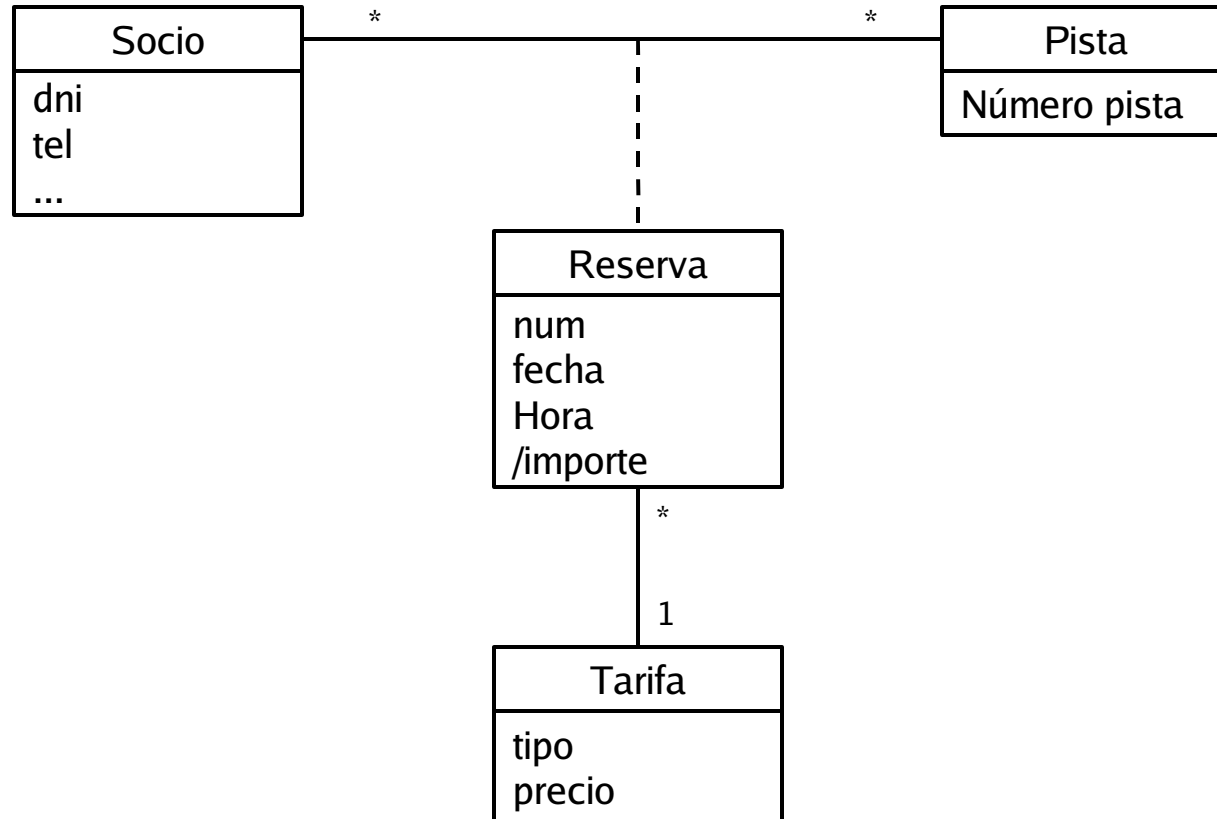 Socio
dni
tel
...
*
*
Pista
Número pista
Reserva
num
fecha
Hora
/importe
*
1
Tarifa
tipo
precio